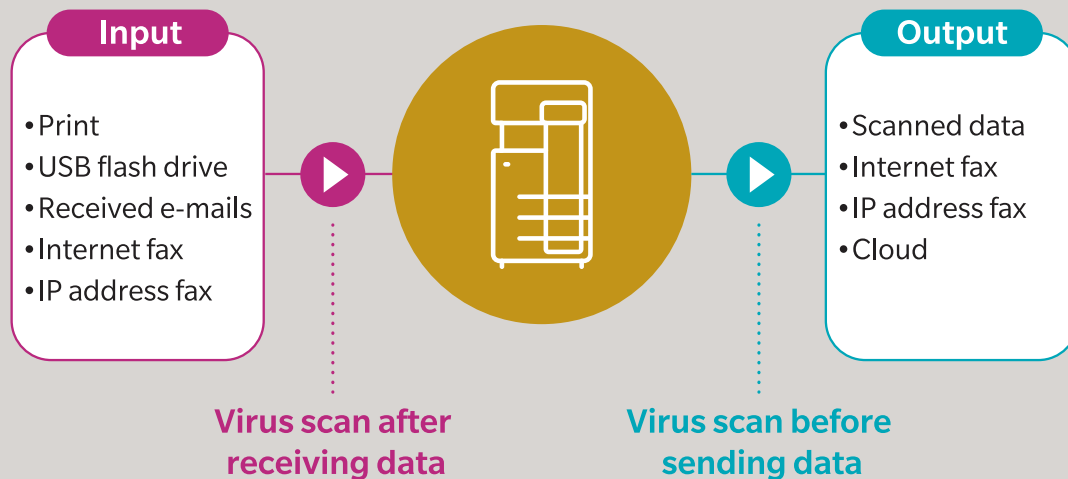 Input
•Print
•USB flash drive
•Received e-mails
•Internet fax
•IP address fax
Virus scan after
receiving data
Output
•Scanned data
•Internet fax
•IP address fax
•Cloud
Virus scan before
sending data